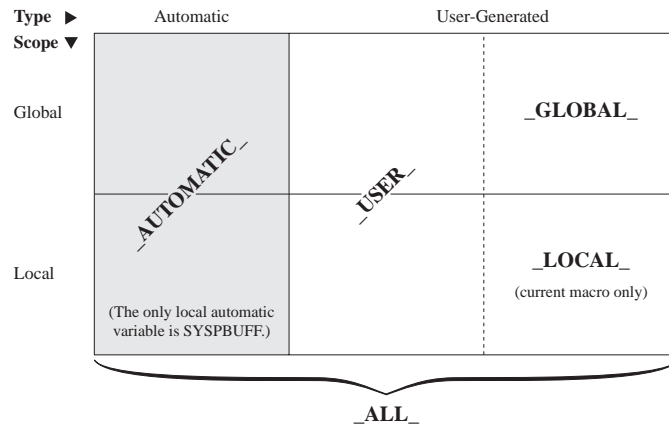 Type ▶ Automatic User-Generated
Scope ▼
Global
_GLOBAL_
_AUTOMATIC_
_USER_
Local
_LOCAL_
(current macro only)
(The only local automatic
variable is SYSPBUFF.)
_ALL_